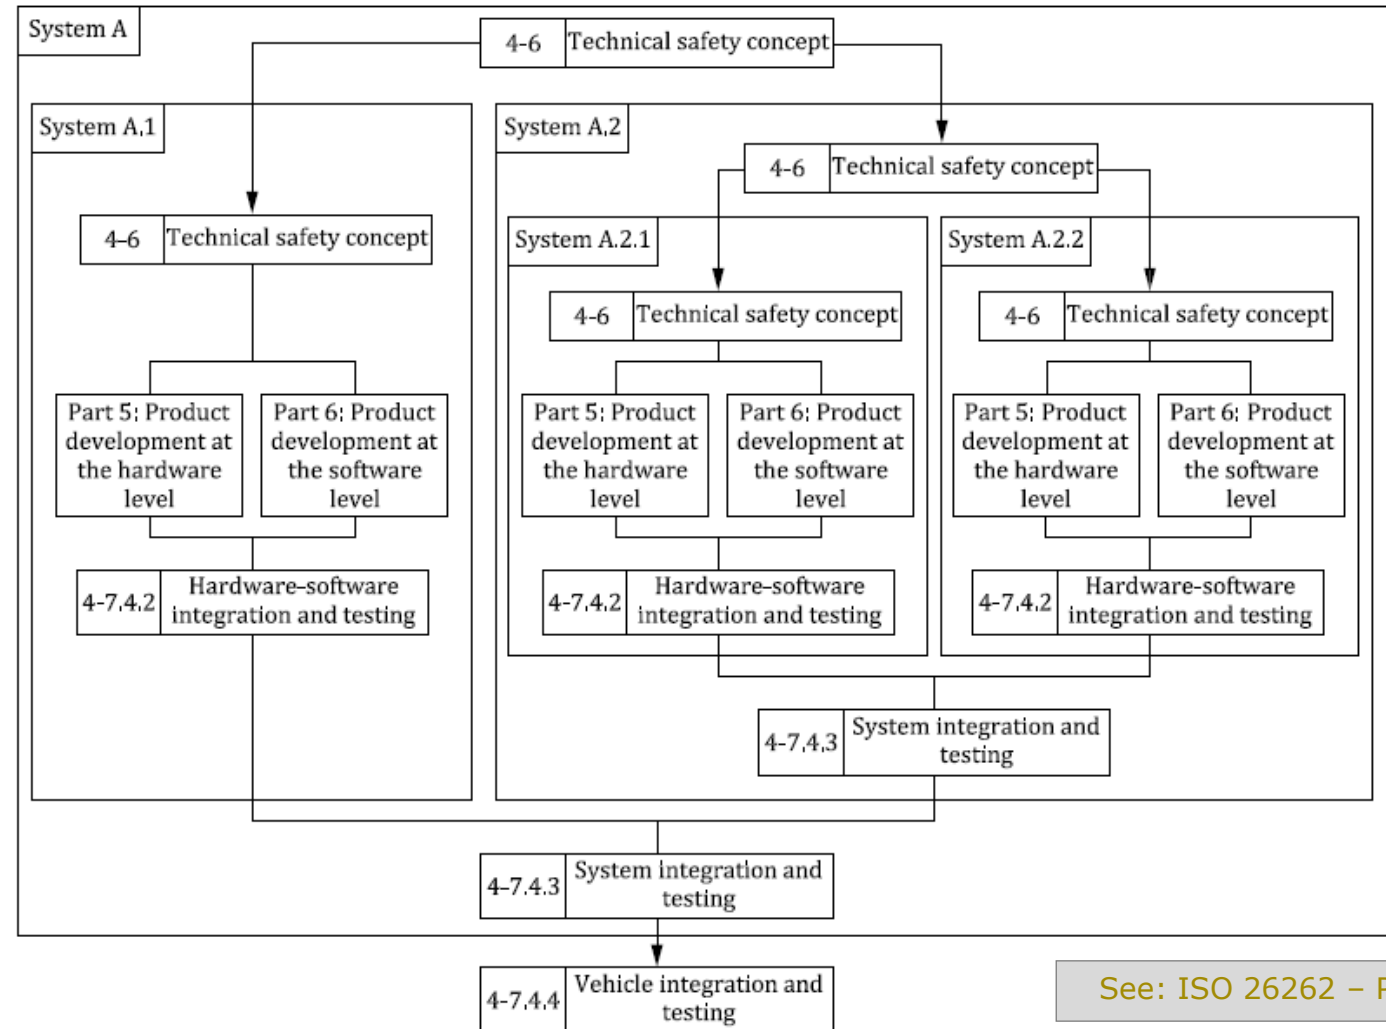 System A
4-6 Technical safety concept
System A.1
System A.2
4-6 Technical safety concept
4-6 Technical safety concept
System A.2.1
System A.2.2
4-6 Technical safety concept
4-6 Technical safety concept
Part 5: Product
development at
the hardware
level
Part 6: Product
development at
the software
level
Part 5: Product
development at
the hardware
level
Part 6: Product
development at
the software
level
Part 5: Product
development at
the hardware
level
Part 6: Product
development at
the software
level
4-7.4.2 Hardware-software
integration and testing
4-7.4.2 Hardware-software
integration and testing
4-7.4.2 Hardware-software
integration and testing
4-7.4.3 System integration and
testing
4-7.4.3 System integration and
testing
4-7.4.4 Vehicle integration and
testing
See: ISO 26262 –